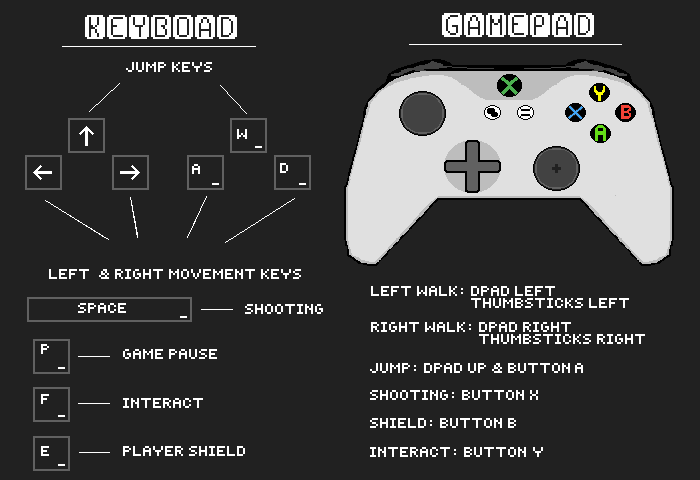 KEYBOAD
JUMP KEYS
↑
W
←
→
A
D
LEFT & RIGHT MOVEMENT KEYS
SPACE
SHOOTING
P
GAME PAUSE
F
INTERACT
E
PLAYER SHIELD
GAMEPAD
X
Y
X
B
A
LEFT WALK: DPAD LEFT
THUMBSTICKS LEFT
RIGHT WALK: DPAD RIGHT
THUMBSTICKS RIGHT
JUMP: DPAD UP & BUTTON A
SHOOTING: BUTTON X
SHIELD: BUTTON B
INTERACT: BUTTON Y